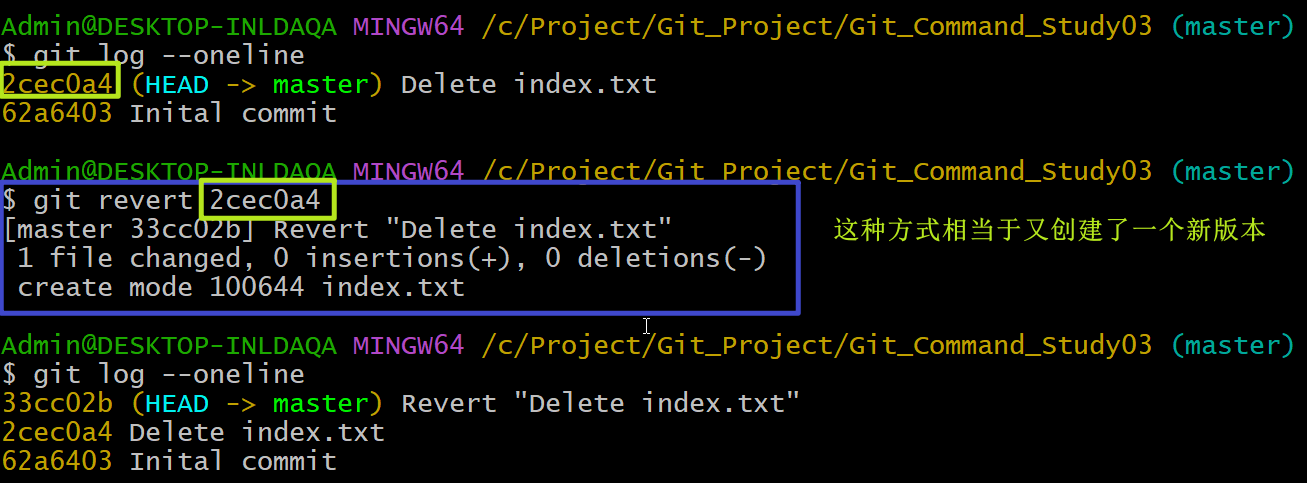 Admin@DESKTOP-INLDAQA MINGW64 /c/Project/Git_Project/Git_Command_Study03 (master)
$ git log --oneline
2cec0a4 (HEAD -> master) Delete index.txt
62a6403 Inital commit
Admin@DESKTOP-INLDAQA MINGW64 /c/Project/Git_Project/Git_Command_Study03 (master)
$ git revert 2cec0a4
[master 33cc02b] Revert "Delete index.txt"
这种方式相当于又创建了一个新版本
1 file changed, 0 insertions(+), 0 deletions(-)
create mode 100644 index.txt
Admin@DESKTOP-INLDAQA MINGW64 /c/Project/Git_Project/Git_Command_Study03 (master)
$ git log --oneline
33cc02b (HEAD -> master) Revert "Delete index.txt"
2cec0a4 Delete index.txt
62a6403 Inital commit